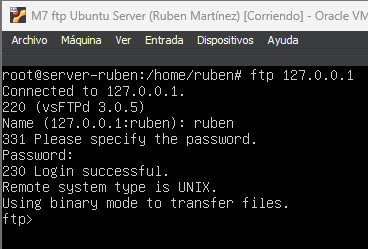 M7 ftp Ubuntu Server (Ruben Martínez) [Corriendo] - Oracle VM
Archivo Máquina Ver Entrada Dispositivos Ayuda
root@server-ruben:/home/ruben# ftp 127.0.0.1
Connected to 127.0.0.1.
220 (vsFTPd 3.0.5)
Name (127.0.0.1:ruben): ruben
331 Please specify the password.
Password:
230 Login successful.
Remote system type is UNIX.
Using binary mode to transfer files.
ftp>